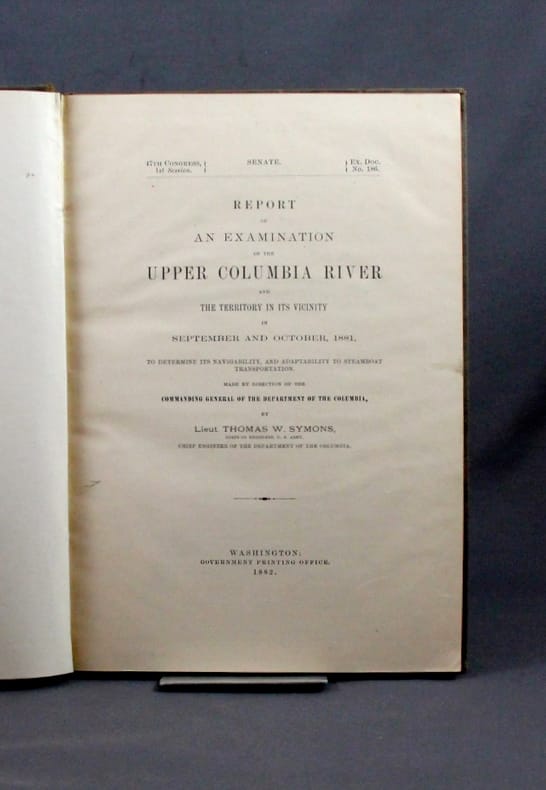 47TH CONGRESS, } SENATE. { EX. DOC.
1st Session. } { No. 186.
REPORT
OF
AN EXAMINATION
OF THE
UPPER COLUMBIA RIVER
AND
THE TERRITORY IN ITS VICINITY
IN
SEPTEMBER AND OCTOBER, 1881,
TO DETERMINE ITS NAVIGABILITY, AND ADAPTABILITY TO STEAMBOAT
TRANSPORTATION.
MADE BY DIRECTION OF THE
COMMANDING GENERAL OF THE DEPARTMENT OF THE COLUMBIA,
BY
Lieut. THOMAS W. SYMONS,
CORPS OF ENGINEERS, U. S. ARMY,
CHIEF ENGINEER OF THE DEPARTMENT OF THE COLUMBIA.
WASHINGTON:
GOVERNMENT PRINTING OFFICE.
1882.